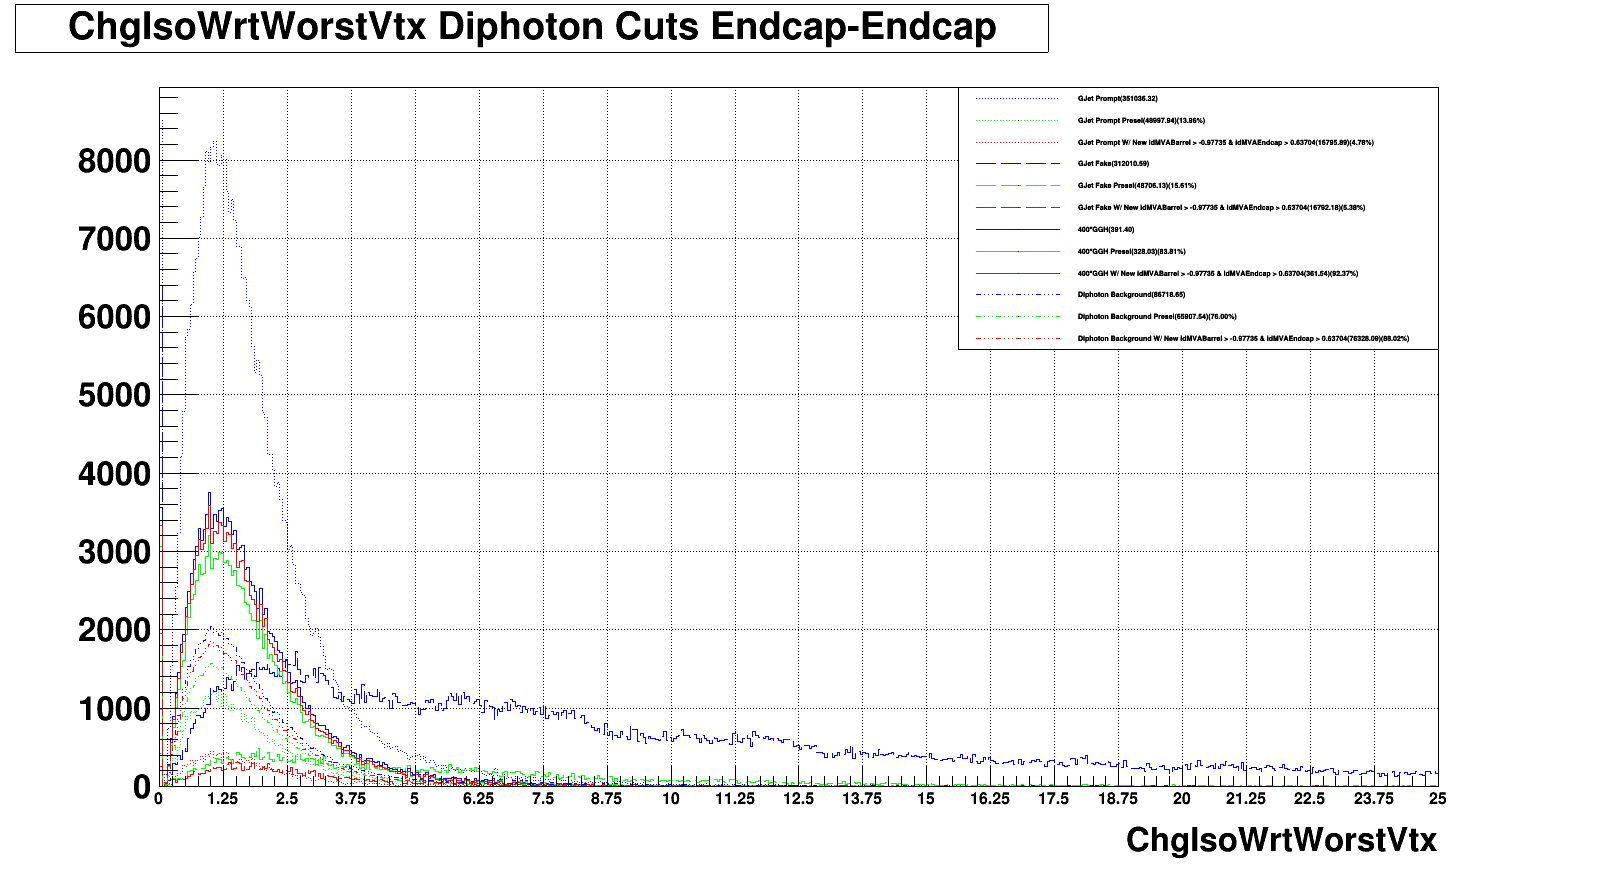 ChgIsoWrtWorstVtx Diphoton Cuts Endcap-Endcap
GJet Prompt(351036.32)
GJet Prompt Presel(48997.94)(13.96%)
GJet Prompt W/ New IdMVABarrel > -0.97735 & IdMVAEndcap > 0.63704(16795.89)(4.78%)
GJet Fake(312010.59)
GJet Fake Presel(48706.13)(15.61%)
GJet Fake W/ New IdMVABarrel > -0.97735 & IdMVAEndcap > 0.63704(16792.18)(5.38%)
400*GGH(391.40)
400*GGH Presel(328.03)(83.81%)
400*GGH W/ New IdMVABarrel > -0.97735 & IdMVAEndcap > 0.63704(361.54)(92.37%)
Diphoton Background(86718.65)
Diphoton Background Presel(65907.54)(76.00%)
Diphoton Background W/ New IdMVABarrel > -0.97735 & IdMVAEndcap > 0.63704(76328.09)(88.02%)
8000
7000
6000
5000
4000
3000
2000
1000
0
0 1.25 2.5 3.75 5 6.25 7.5 8.75 10 11.25 12.5 13.75 15 16.25 17.5 18.75 20 21.25 22.5 23.75 25
ChgIsoWrtWorstVtx